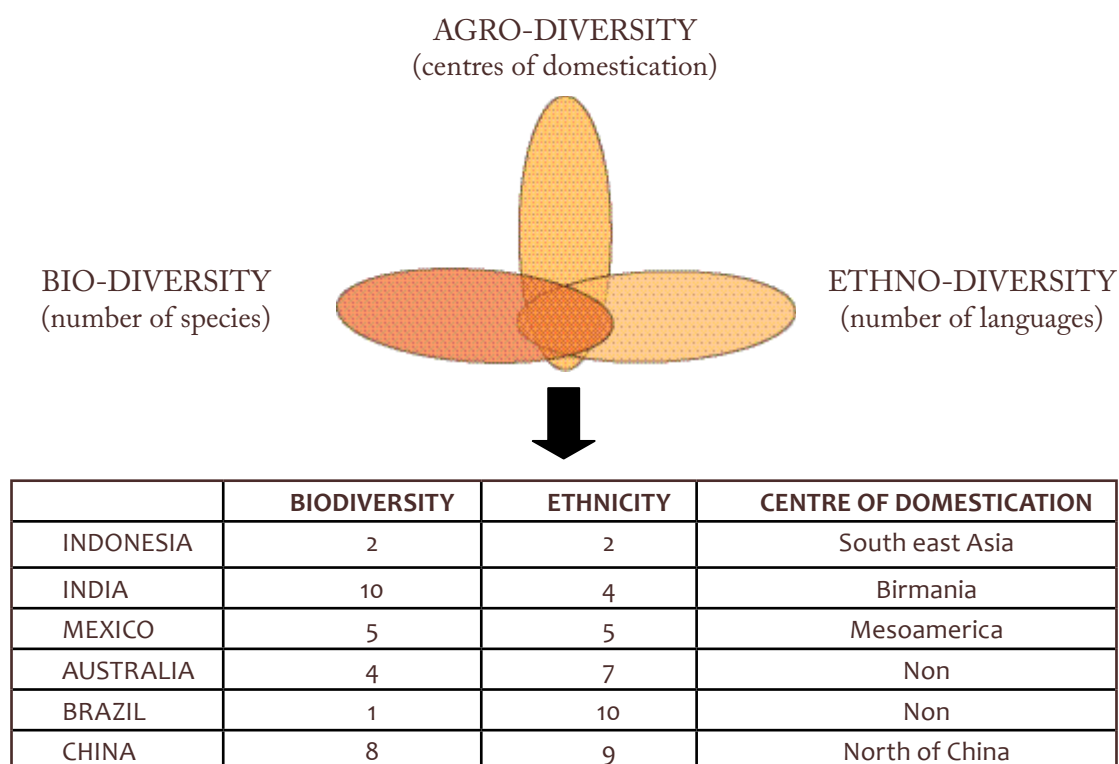 AGRO-DIVERSITY
(centres of domestication)
BIO-DIVERSITY
(number of species)
ETHNO-DIVERSITY
(number of languages)
BIODIVERSITY ETHNICITY CENTRE OF DOMESTICATION
INDONESIA 2 2 South east Asia
INDIA 10 4 Birmania
MEXICO 5 5 Mesoamerica
AUSTRALIA 4 7 Non
BRAZIL 1 10 Non
CHINA 8 9 North of China